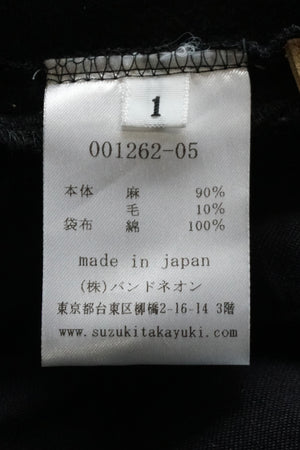 1
001262-05
本体 麻 90%
毛 10%
袋布 綿 100%
made in japan
(株)バンドネオン
東京都台東区柳橋2-16-14 3階
www.suzukitakayuki.com